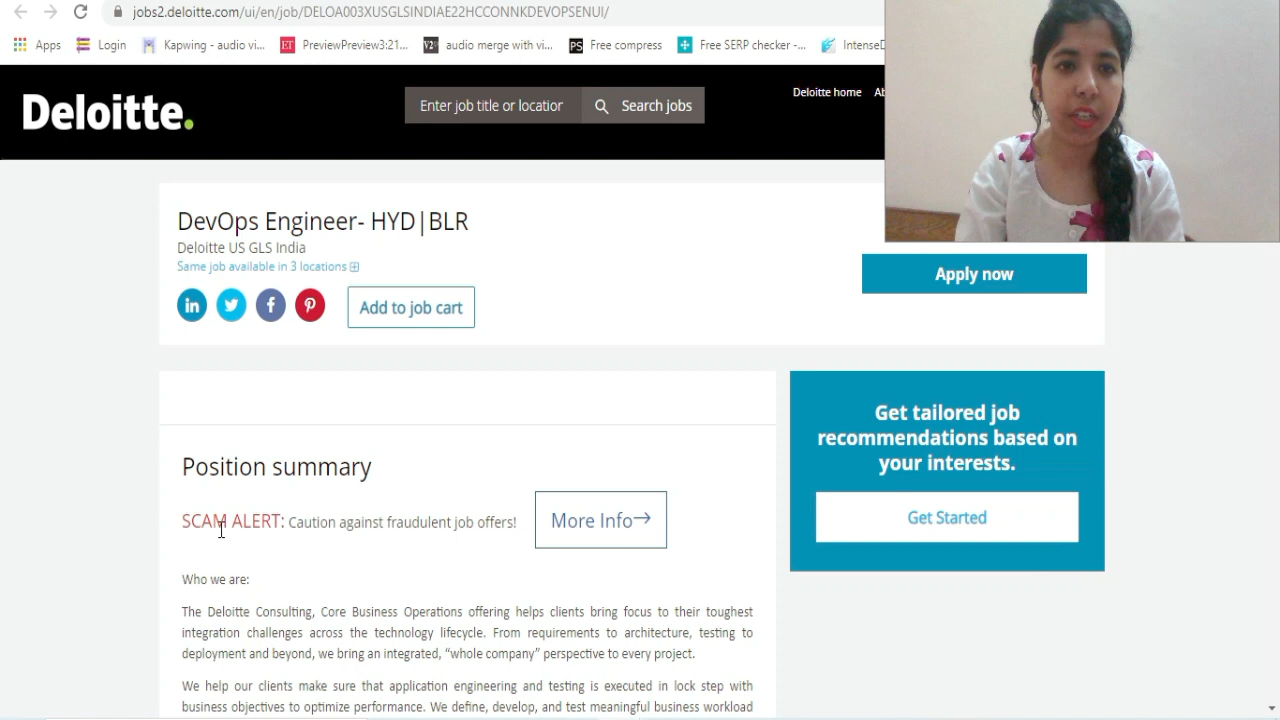 jobs2.deloitte.com/ui/en/job/DELOA003XUSGLSINDIAE22HCCONNKDEVOPSENUI/
Apps Login Kapwing - audio vi... ET PreviewPreview3:21... V2 audio merge with vi... PS Free compress Free SERP checker -... IntenseD
Deloitte.
Enter job title or locatior
Search jobs
Deloitte home Ab
DevOps Engineer- HYD|BLR
Deloitte US GLS India
Same job available in 3 locations
Add to job cart
Apply now
Get tailored job
recommendations based on
your interests.
Get Started
Position summary
SCAM ALERT: Caution against fraudulent job offers!
More Info→
Who we are:
The Deloitte Consulting, Core Business Operations offering helps clients bring focus to their toughest
integration challenges across the technology lifecycle. From requirements to architecture, testing to
deployment and beyond, we bring an integrated, “whole company” perspective to every project.
We help our clients make sure that application engineering and testing is executed in lock step with
business objectives to optimize performance. We define, develop, and test meaningful business workload